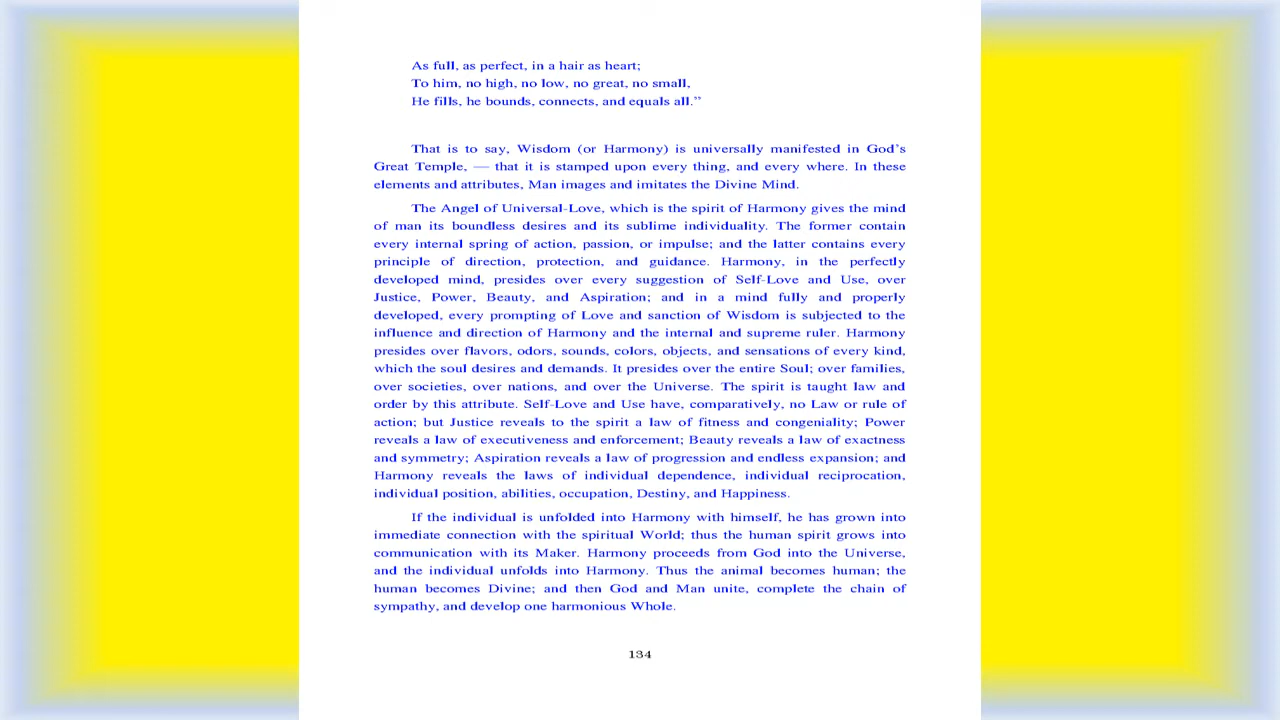 As full, as perfect, in a hair as heart;
To him, no high, no low, no great, no small,
He fills, he bounds, connects, and equals all.”
That is to say, Wisdom (or Harmony) is universally manifested in God’s
Great Temple, — that it is stamped upon every thing, and every where. In these
elements and attributes, Man images and imitates the Divine Mind.
The Angel of Universal-Love, which is the spirit of Harmony gives the mind
of man its boundless desires and its sublime individuality. The former contain
every internal spring of action, passion, or impulse; and the latter contains every
principle of direction, protection, and guidance. Harmony, in the perfectly
developed mind, presides over every suggestion of Self-Love and Use, over
Justice, Power, Beauty, and Aspiration; and in a mind fully and properly
developed, every prompting of Love and sanction of Wisdom is subjected to the
influence and direction of Harmony and the internal and supreme ruler. Harmony
presides over flavors, odors, sounds, colors, objects, and sensations of every kind,
which the soul desires and demands. It presides over the entire Soul; over families,
over societies, over nations, and over the Universe. The spirit is taught law and
order by this attribute. Self-Love and Use have, comparatively, no Law or rule of
action; but Justice reveals to the spirit a law of fitness and congeniality; Power
reveals a law of executiveness and enforcement; Beauty reveals a law of exactness
and symmetry; Aspiration reveals a law of progression and endless expansion; and
Harmony reveals the laws of individual dependence, individual reciprocation,
individual position, abilities, occupation, Destiny, and Happiness.
If the individual is unfolded into Harmony with himself, he has grown into
immediate connection with the spiritual World; thus the human spirit grows into
communication with its Maker. Harmony proceeds from God into the Universe,
and the individual unfolds into Harmony. Thus the animal becomes human; the
human becomes Divine; and then God and Man unite, complete the chain of
sympathy, and develop one harmonious Whole.
134